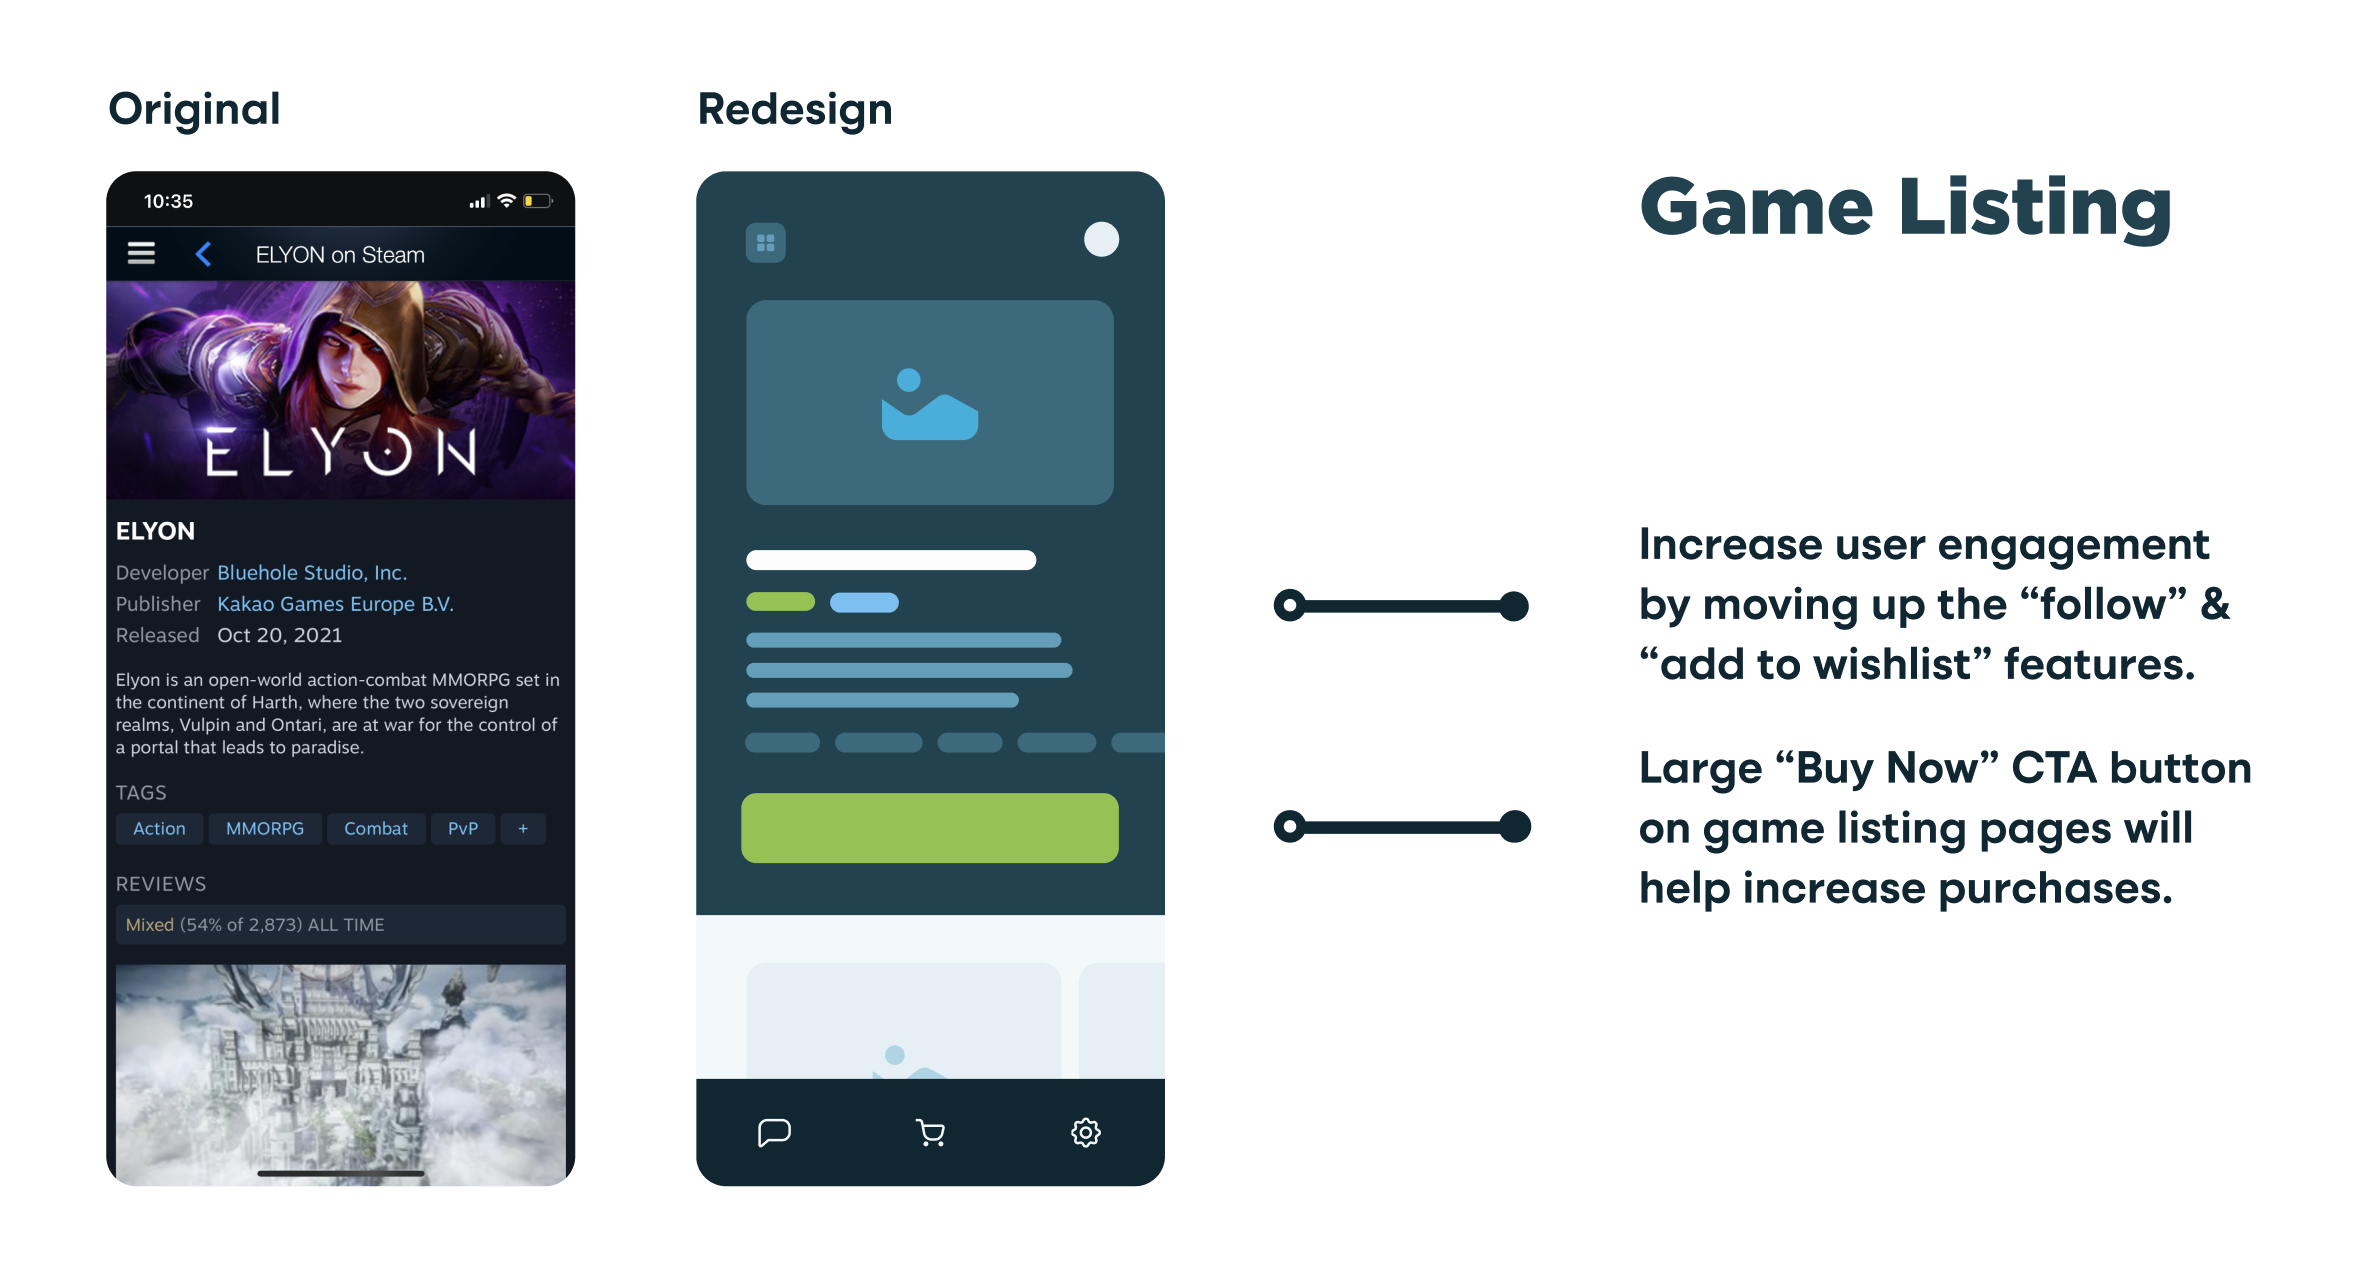 Original
10:35
ELYON on Steam
ELYON
ELYON
Developer Bluehole Studio, Inc.
Publisher Kakao Games Europe B.V.
Released Oct 20, 2021
Elyon is an open-world action-combat MMORPG set in
the continent of Harth, where the two sovereign
realms, Vulpin and Ontari, are at war for the control of
a portal that leads to paradise.
TAGS
Action MMORPG Combat PvP +
REVIEWS
Mixed (54% of 2,873) ALL TIME
Redesign
Game Listing
Increase user engagement
by moving up the “follow” &
“add to wishlist” features.
Large “Buy Now” CTA button
on game listing pages will
help increase purchases.